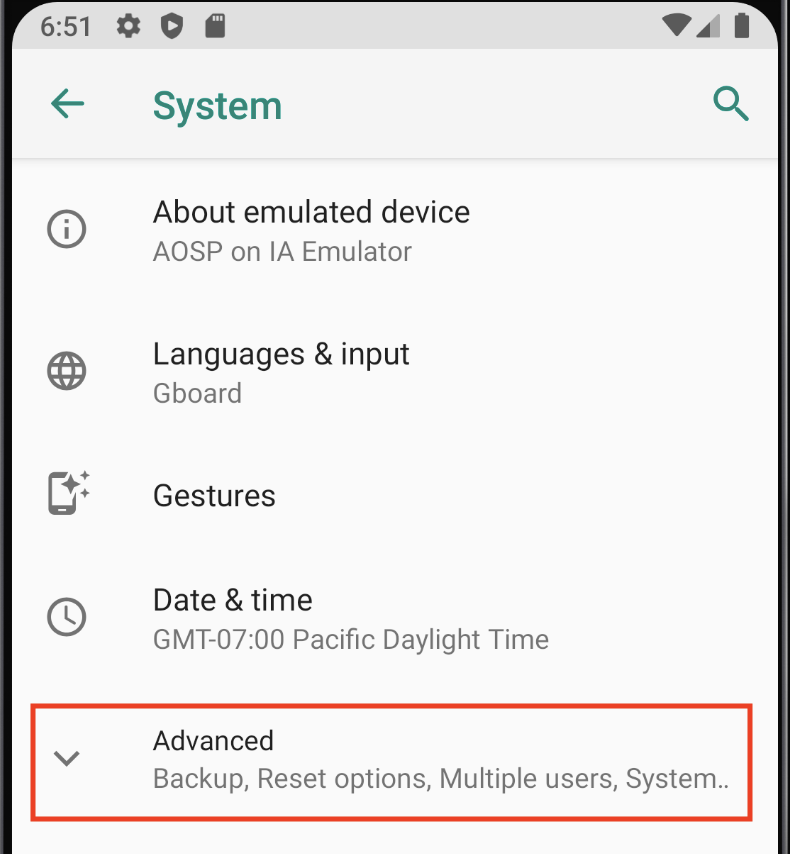 6:51
System
About emulated device
AOSP on IA Emulator
Languages & input
Gboard
Gestures
Date & time
GMT-07:00 Pacific Daylight Time
Advanced
Backup, Reset options, Multiple users, System..